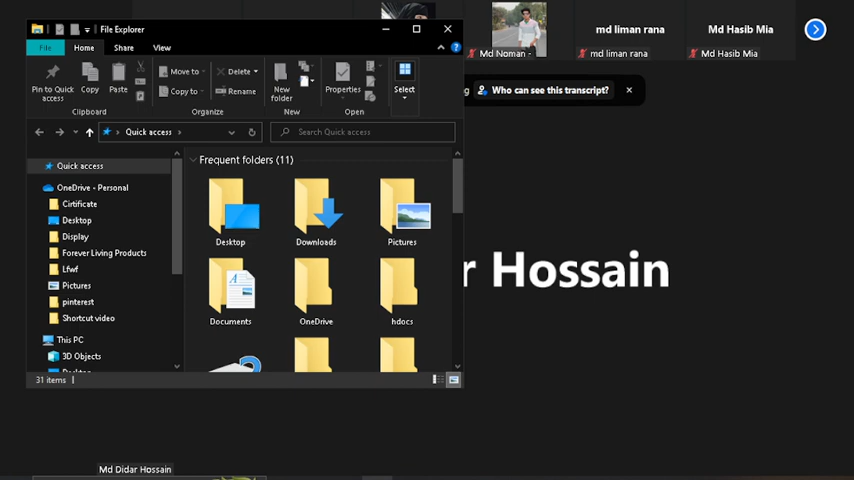 File Explorer
File
Home
Share
View
Pin to Quick access
Copy
Paste
Move to
Copy to
Delete
Rename
New folder
Properties
Select
Clipboard
Organize
New
Open
Quick access
Search Quick access
Quick access
OneDrive - Personal
Cirtificate
Desktop
Display
Forever Living Products
Lfwf
Pictures
pinterest
Shortcut video
This PC
3D Objects
Desktop
Frequent folders (11)
Desktop
Downloads
Pictures
Documents
OneDrive
hdocs
31 items
Md Noman -
md liman rana
md liman rana
Md Hasib Mia
Md Hasib Mia
g
Who can see this transcript?
r Hossain
Md Didar Hossain